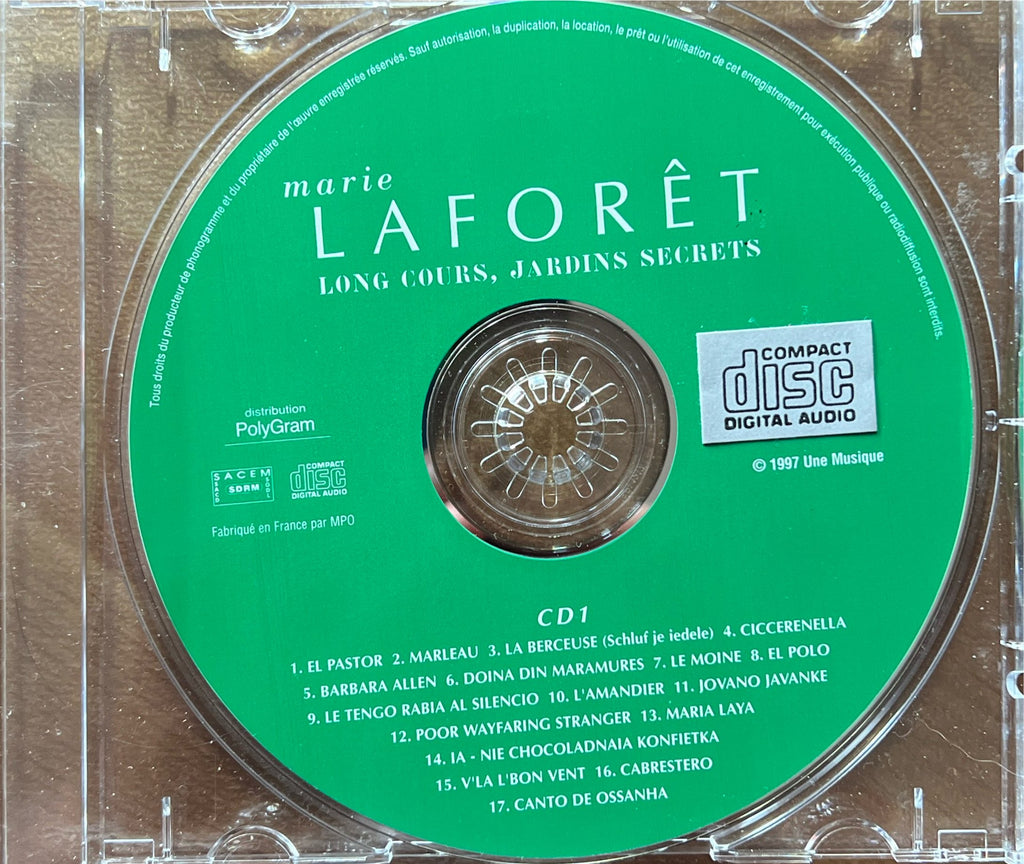 Tous droits du producteur de phonogramme et du propriétaire de l'œuvre enregistrée réservés. Sauf autorisation, la duplication, la location, le prêt ou l'utilisation de cet enregistrement pour exécution publique ou radiodiffusion sont interdits.
marie
LAFORÊT
LONG COURS, JARDINS SECRETS
COMPACT
disc
DIGITAL AUDIO
© 1997 Une Musique
distribution
PolyGram
SACEM
SACD
SDRM
SGDL
COMPACT
disc
DIGITAL AUDIO
Fabriqué en France par MPO
CD1
1. EL PASTOR 2. MARLEAU 3. LA BERCEUSE (Schluf je iedele) 4. CICCERENELLA
5. BARBARA ALLEN 6. DOINA DIN MARAMURES 7. LE MOINE 8. EL POLO
9. LE TENGO RABIA AL SILENCIO 10. L'AMANDIER 11. JOVANO JAVANKE
12. POOR WAYFARING STRANGER 13. MARIA LAYA
14. IA - NIE CHOCOLADNAIA KONFIETKA
15. V'LA L'BON VENT 16. CABRESTERO
17. CANTO DE OSSANHA